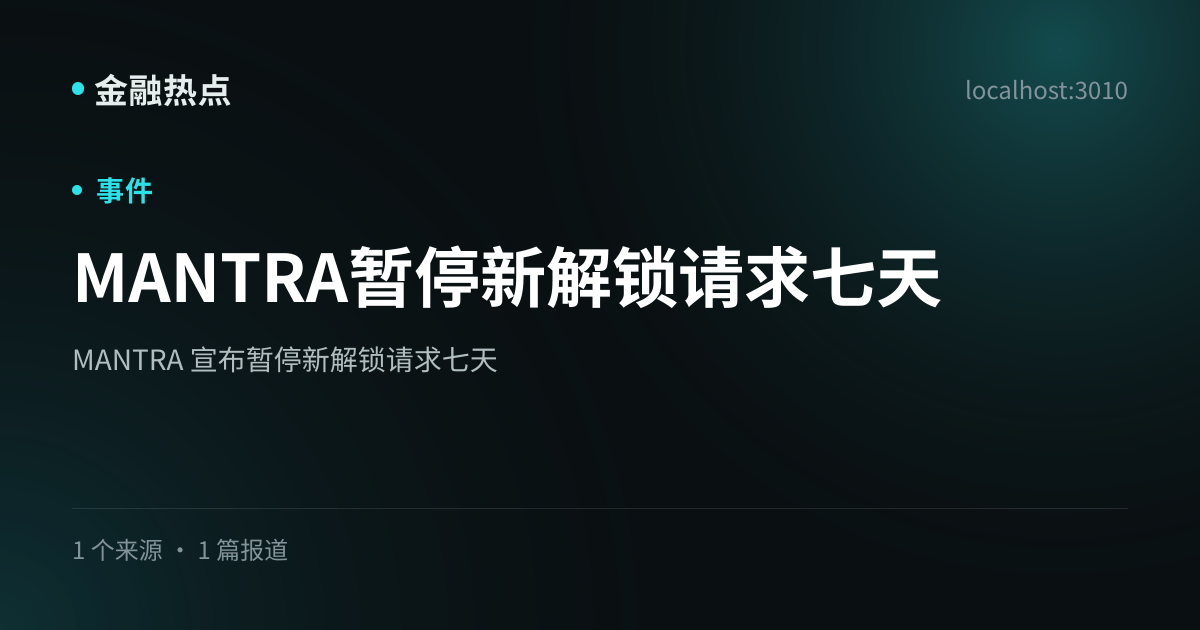 金融热点
localhost:3010
事件
MANTRA暂停新解锁请求七天
MANTRA 宣布暂停新解锁请求七天
1 个来源 · 1 篇报道